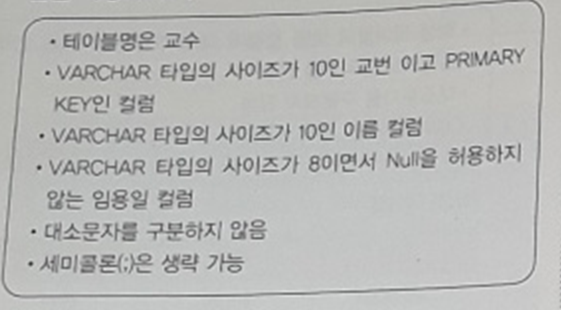 • 테이블명은 교수
• VARCHAR 타입의 사이즈가 10인 교번 이고 PRIMARY
KEY인 컬럼
• VARCHAR 타입의 사이즈가 10인 이름 컬럼
• VARCHAR 타입의 사이즈가 8이면서 Null을 허용하지
않는 임용일 컬럼
• 대소문자를 구분하지 않음
• 세미콜론(;)은 생략 가능